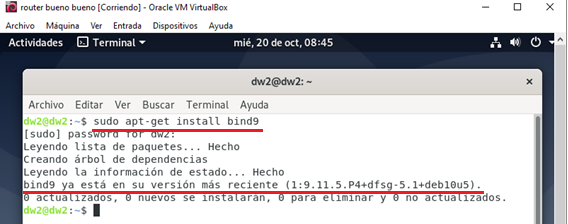 router bueno bueno [Corriendo] - Oracle VM VirtualBox
Archivo Máquina Ver Entrada Dispositivos Ayuda
Actividades Terminal mié, 20 de oct, 08:45
dw2@dw2: ~
Archivo Editar Ver Buscar Terminal Ayuda
dw2@dw2:~$ sudo apt-get install bind9
[sudo] password for dw2:
Leyendo lista de paquetes... Hecho
Creando árbol de dependencias
Leyendo la información de estado... Hecho
bind9 ya está en su versión más reciente (1:9.11.5.P4+dfsg-5.1+deb10u5).
0 actualizados, 0 nuevos se instalarán, 0 para eliminar y 0 no actualizados.
dw2@dw2:~$